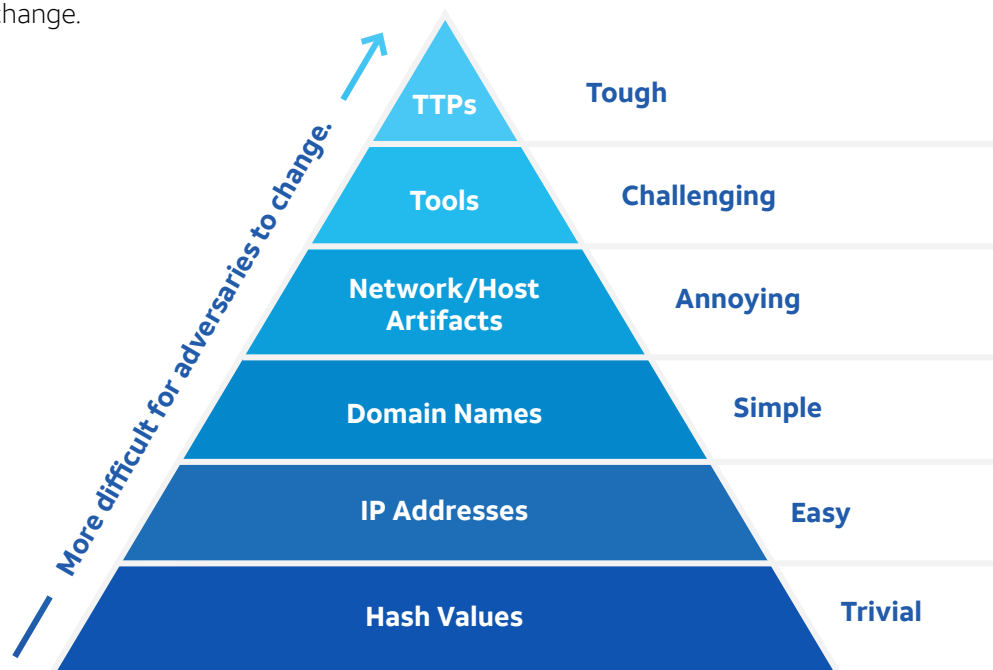 change.
TTPs
Tough
Tools
Challenging
Network/Host
Artifacts
Annoying
Domain Names
Simple
IP Addresses
Easy
Hash Values
Trivial
More difficult for adversaries to change.